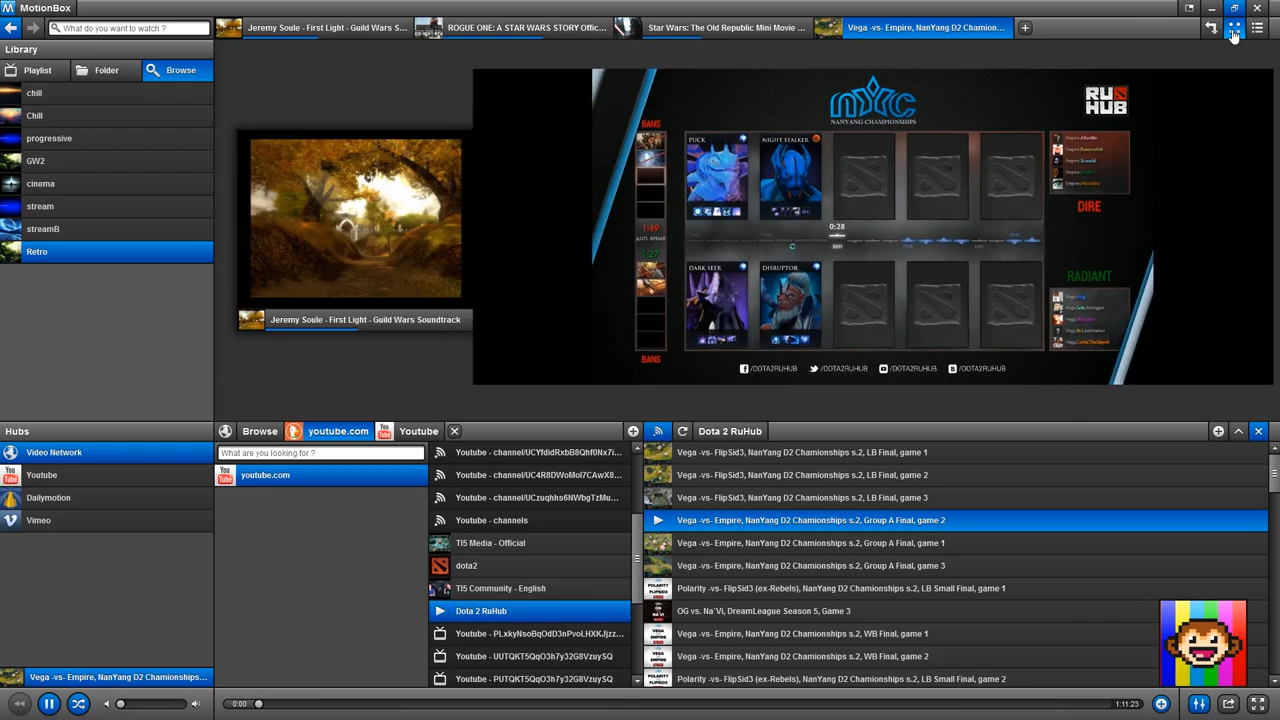 MotionBox
What do you want to watch ?
Jeremy Soule - First Light - Guild Wars S...
ROGUE ONE: A STAR WARS STORY Offic...
Star Wars: The Old Republic Mini Movie ...
Vega -vs- Empire, NanYang D2 Chamion...
Library
Playlist
Folder
Browse
chill
Chill
progressive
GW2
cinema
stream
streamB
Retro
Jeremy Soule - First Light - Guild Wars Soundtrack
NANYANG CHAMPIONSHIPS
RU HUB
BANS
PUCK
NIGHT STALKER
DIRE
1:49
ДОП. ВРЕМЯ
1:27
0:28
БАН
DARK SEER
DISRUPTOR
RADIANT
BANS
/DOTA2RUHUB
/DOTA2RUHUB
/DOTA2RUHUB
/DOTA2RUHUB
Hubs
Video Network
Youtube
Dailymotion
Vimeo
Browse
youtube.com
Youtube
What are you looking for ?
youtube.com
Youtube - channel/UCYfdidRxbB8Qhf0Nx7i...
Youtube - channel/UC4R8DWoMoI7CAwX8...
Youtube - channel/UCzuqhhs6NWbgTzMu...
Youtube - channels
TI5 Media - Official
dota2
TI5 Community - English
Dota 2 RuHub
Youtube - PLxkyNsoBqOdD3nPvoLHXKJjzz...
Youtube - UUTQKT5QqO3h7y32G8VzuySQ
Youtube - PUTQKT5QqO3h7y32G8VzuySQ
Dota 2 RuHub
Vega -vs- FlipSid3, NanYang D2 Chamionships s.2, LB Final, game 1
Vega -vs- FlipSid3, NanYang D2 Chamionships s.2, LB Final, game 2
Vega -vs- FlipSid3, NanYang D2 Chamionships s.2, LB Final, game 3
Vega -vs- Empire, NanYang D2 Chamionships s.2, Group A Final, game 2
Vega -vs- Empire, NanYang D2 Chamionships s.2, Group A Final, game 1
Vega -vs- Empire, NanYang D2 Chamionships s.2, Group A Final, game 3
Polarity -vs- FlipSid3 (ex-Rebels), NanYang D2 Chamionships s.2, LB Small Final, game 1
OG vs. Na`Vi, DreamLeague Season 5, Game 3
Vega -vs- Empire, NanYang D2 Chamionships s.2, WB Final, game 1
Vega -vs- Empire, NanYang D2 Chamionships s.2, WB Final, game 2
Polarity -vs- FlipSid3 (ex-Rebels), NanYang D2 Chamionships s.2, LB Small Final, game 2
Vega -vs- Empire, NanYang D2 Chamionships...
0:00
1:11:23